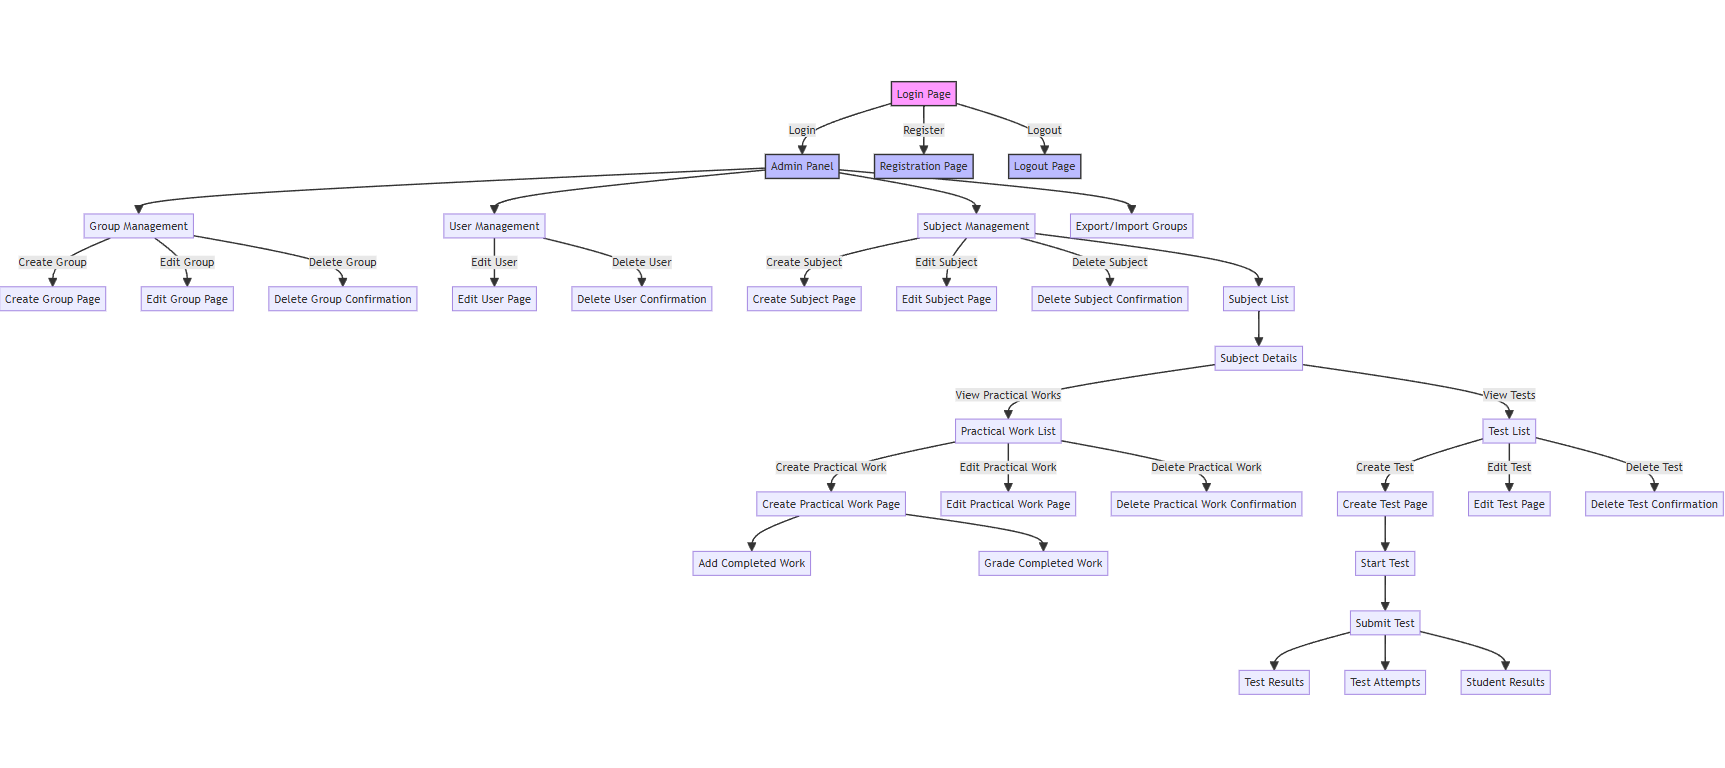 Login Page
Login
Register
Logout
Admin Panel
Registration Page
Logout Page
Group Management
User Management
Subject Management
Export/Import Groups
Create Group
Edit Group
Delete Group
Edit User
Delete User
Create Subject
Edit Subject
Delete Subject
Create Group Page
Edit Group Page
Delete Group Confirmation
Edit User Page
Delete User Confirmation
Create Subject Page
Edit Subject Page
Delete Subject Confirmation
Subject List
Subject Details
View Practical Works
View Tests
Practical Work List
Test List
Create Practical Work
Edit Practical Work
Delete Practical Work
Create Test
Edit Test
Delete Test
Create Practical Work Page
Edit Practical Work Page
Delete Practical Work Confirmation
Create Test Page
Edit Test Page
Delete Test Confirmation
Add Completed Work
Grade Completed Work
Start Test
Submit Test
Test Results
Test Attempts
Student Results